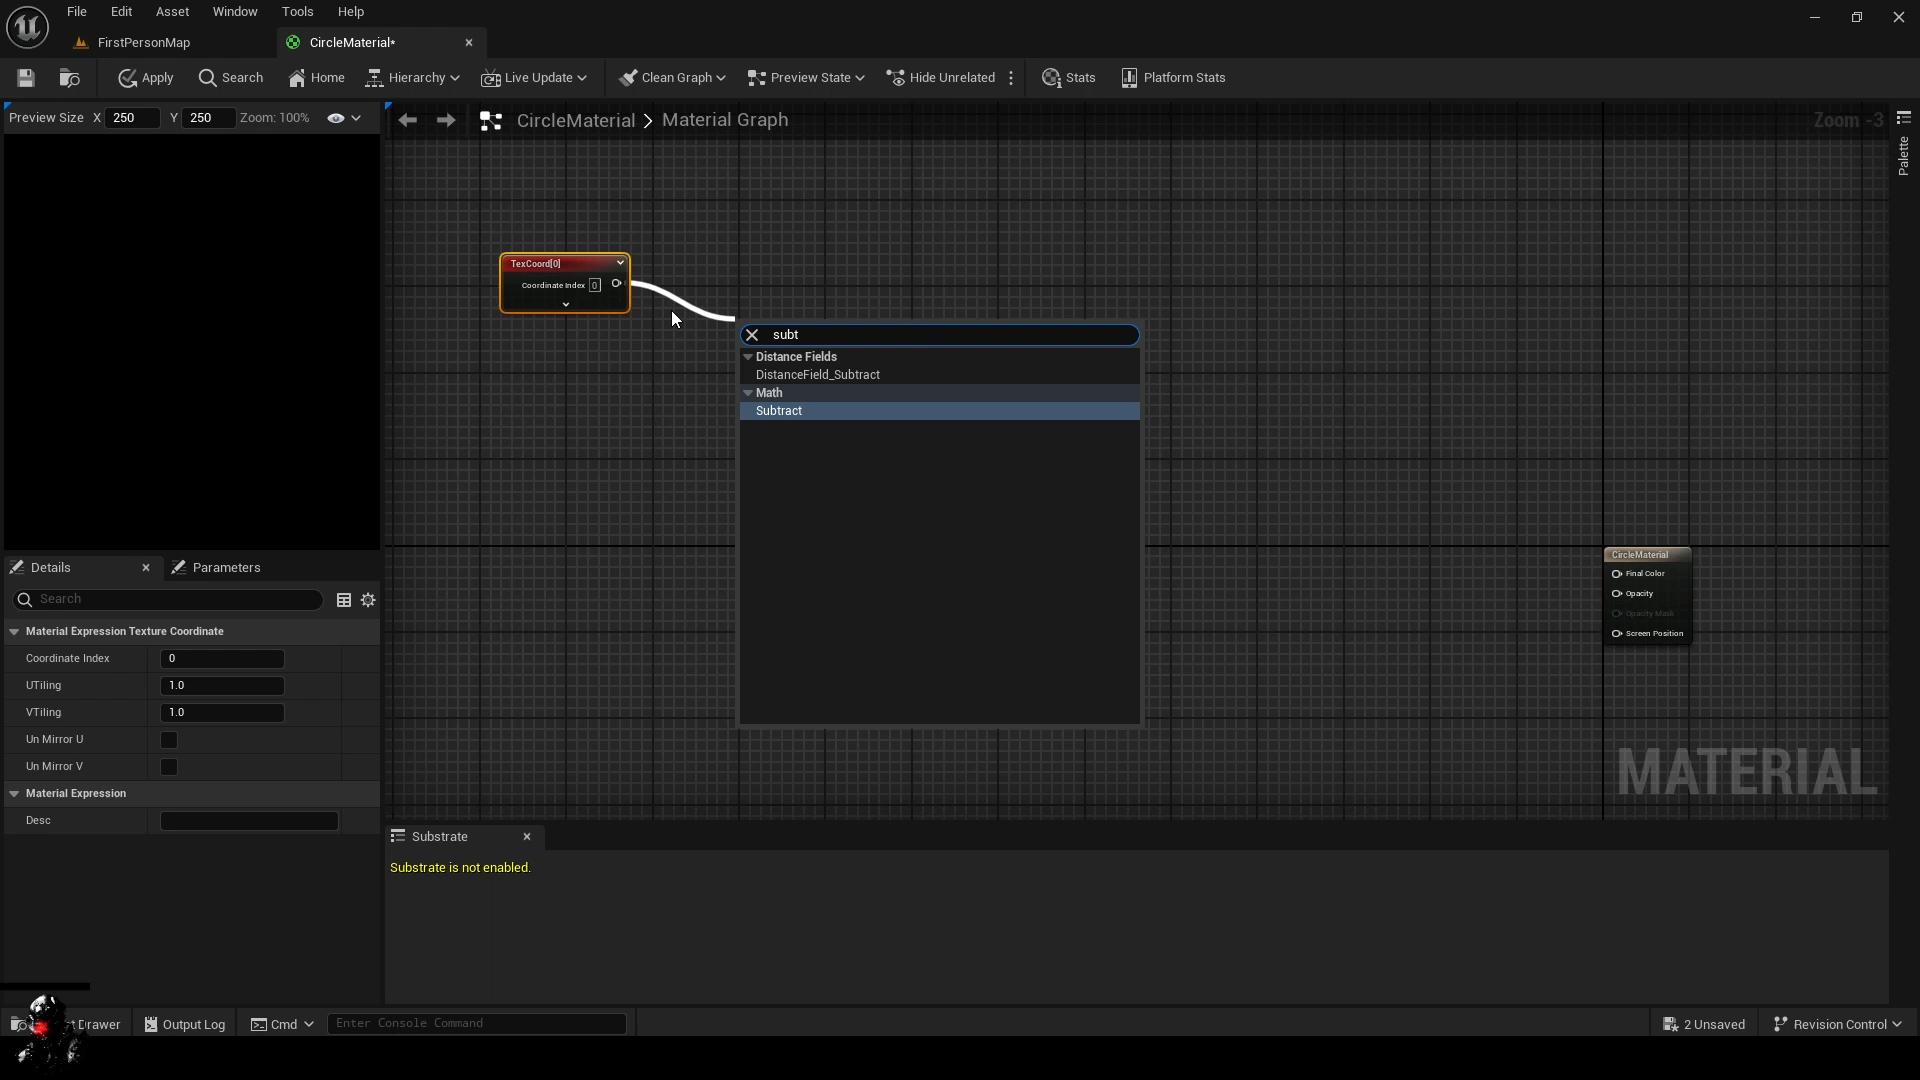 File Edit Asset Window Tools Help
FirstPersonMap CircleMaterial*
Apply Search Home Hierarchy Live Update Clean Graph Preview State Hide Unrelated Stats Platform Stats
Preview Size X 250 Y 250 Zoom: 100%
CircleMaterial > Material Graph
Zoom -3
Palette
TexCoord[0]
Coordinate Index 0
subt
Distance Fields
DistanceField_Subtract
Math
Subtract
CircleMaterial
Final Color
Opacity
Opacity Mask
Screen Position
MATERIAL
Details Parameters
Search
Material Expression Texture Coordinate
Coordinate Index 0
UTiling 1.0
VTiling 1.0
Un Mirror U
Un Mirror V
Material Expression
Desc
Substrate
Substrate is not enabled.
Drawer Output Log Cmd Enter Console Command 2 Unsaved Revision Control